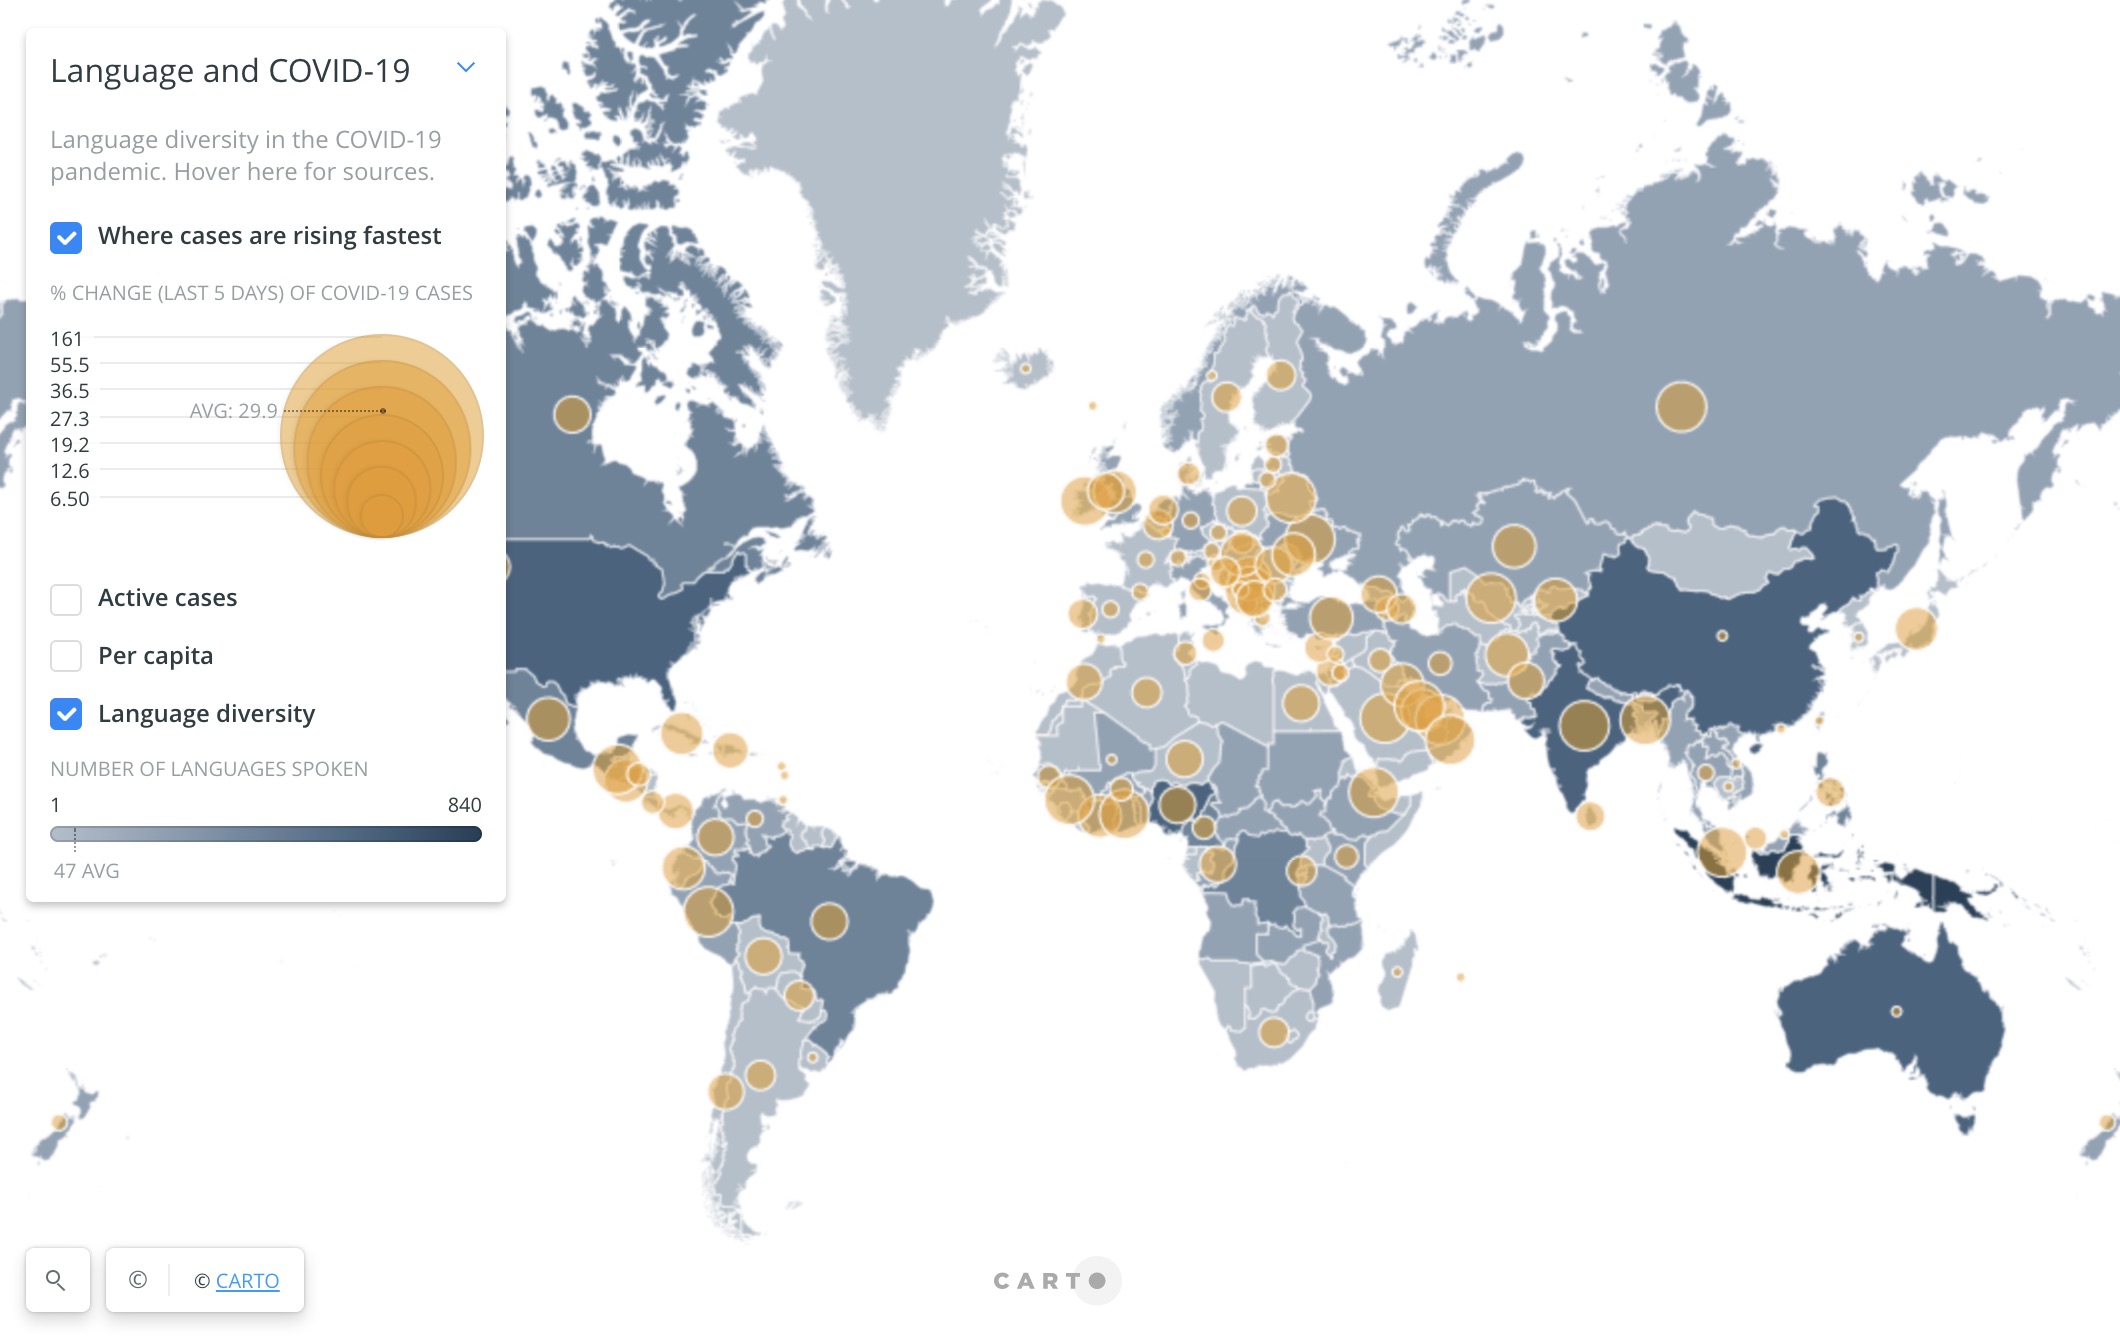 Language and COVID-19
Language diversity in the COVID-19
pandemic. Hover here for sources.
Where cases are rising fastest
% CHANGE (LAST 5 DAYS) OF COVID-19 CASES
161
55.5
36.5
AVG: 29.9
27.3
19.2
12.6
6.50
Active cases
Per capita
Language diversity
NUMBER OF LANGUAGES SPOKEN
1 840
47 AVG
© © CARTO
CARTO